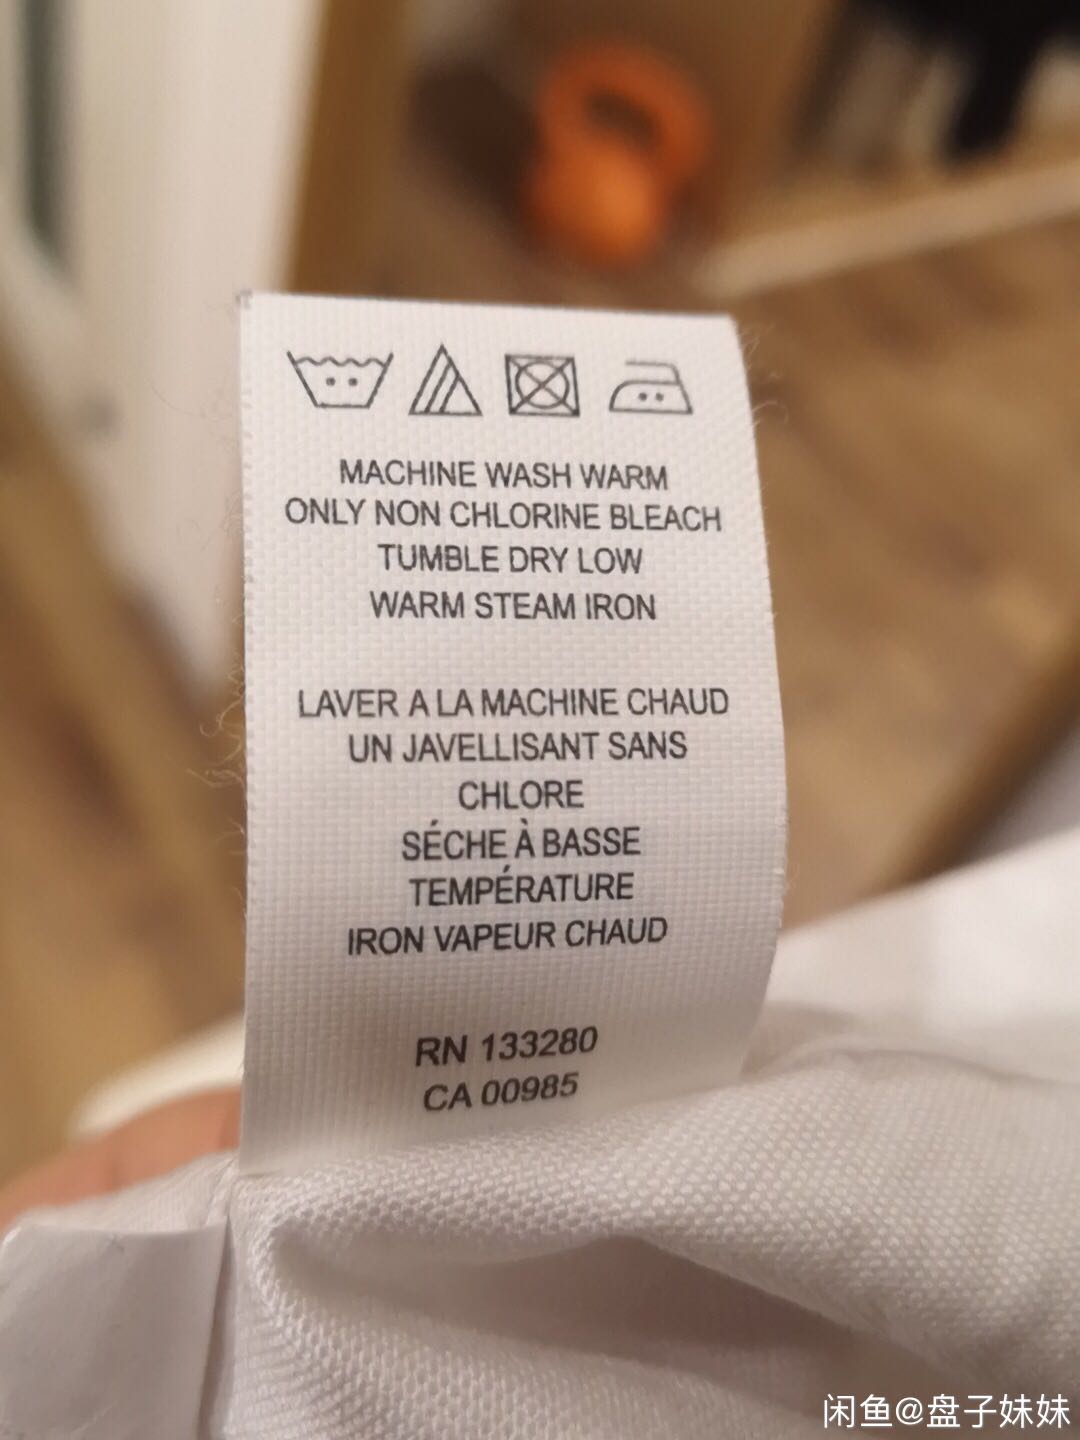 MACHINE WASH WARM
ONLY NON CHLORINE BLEACH
TUMBLE DRY LOW
WARM STEAM IRON
LAVER A LA MACHINE CHAUD
UN JAVELLISANT SANS
CHLORE
SÉCHE À BASSE
TEMPÉRATURE
IRON VAPEUR CHAUD
RN 133280
CA 00985
闲鱼@盘子妹妹